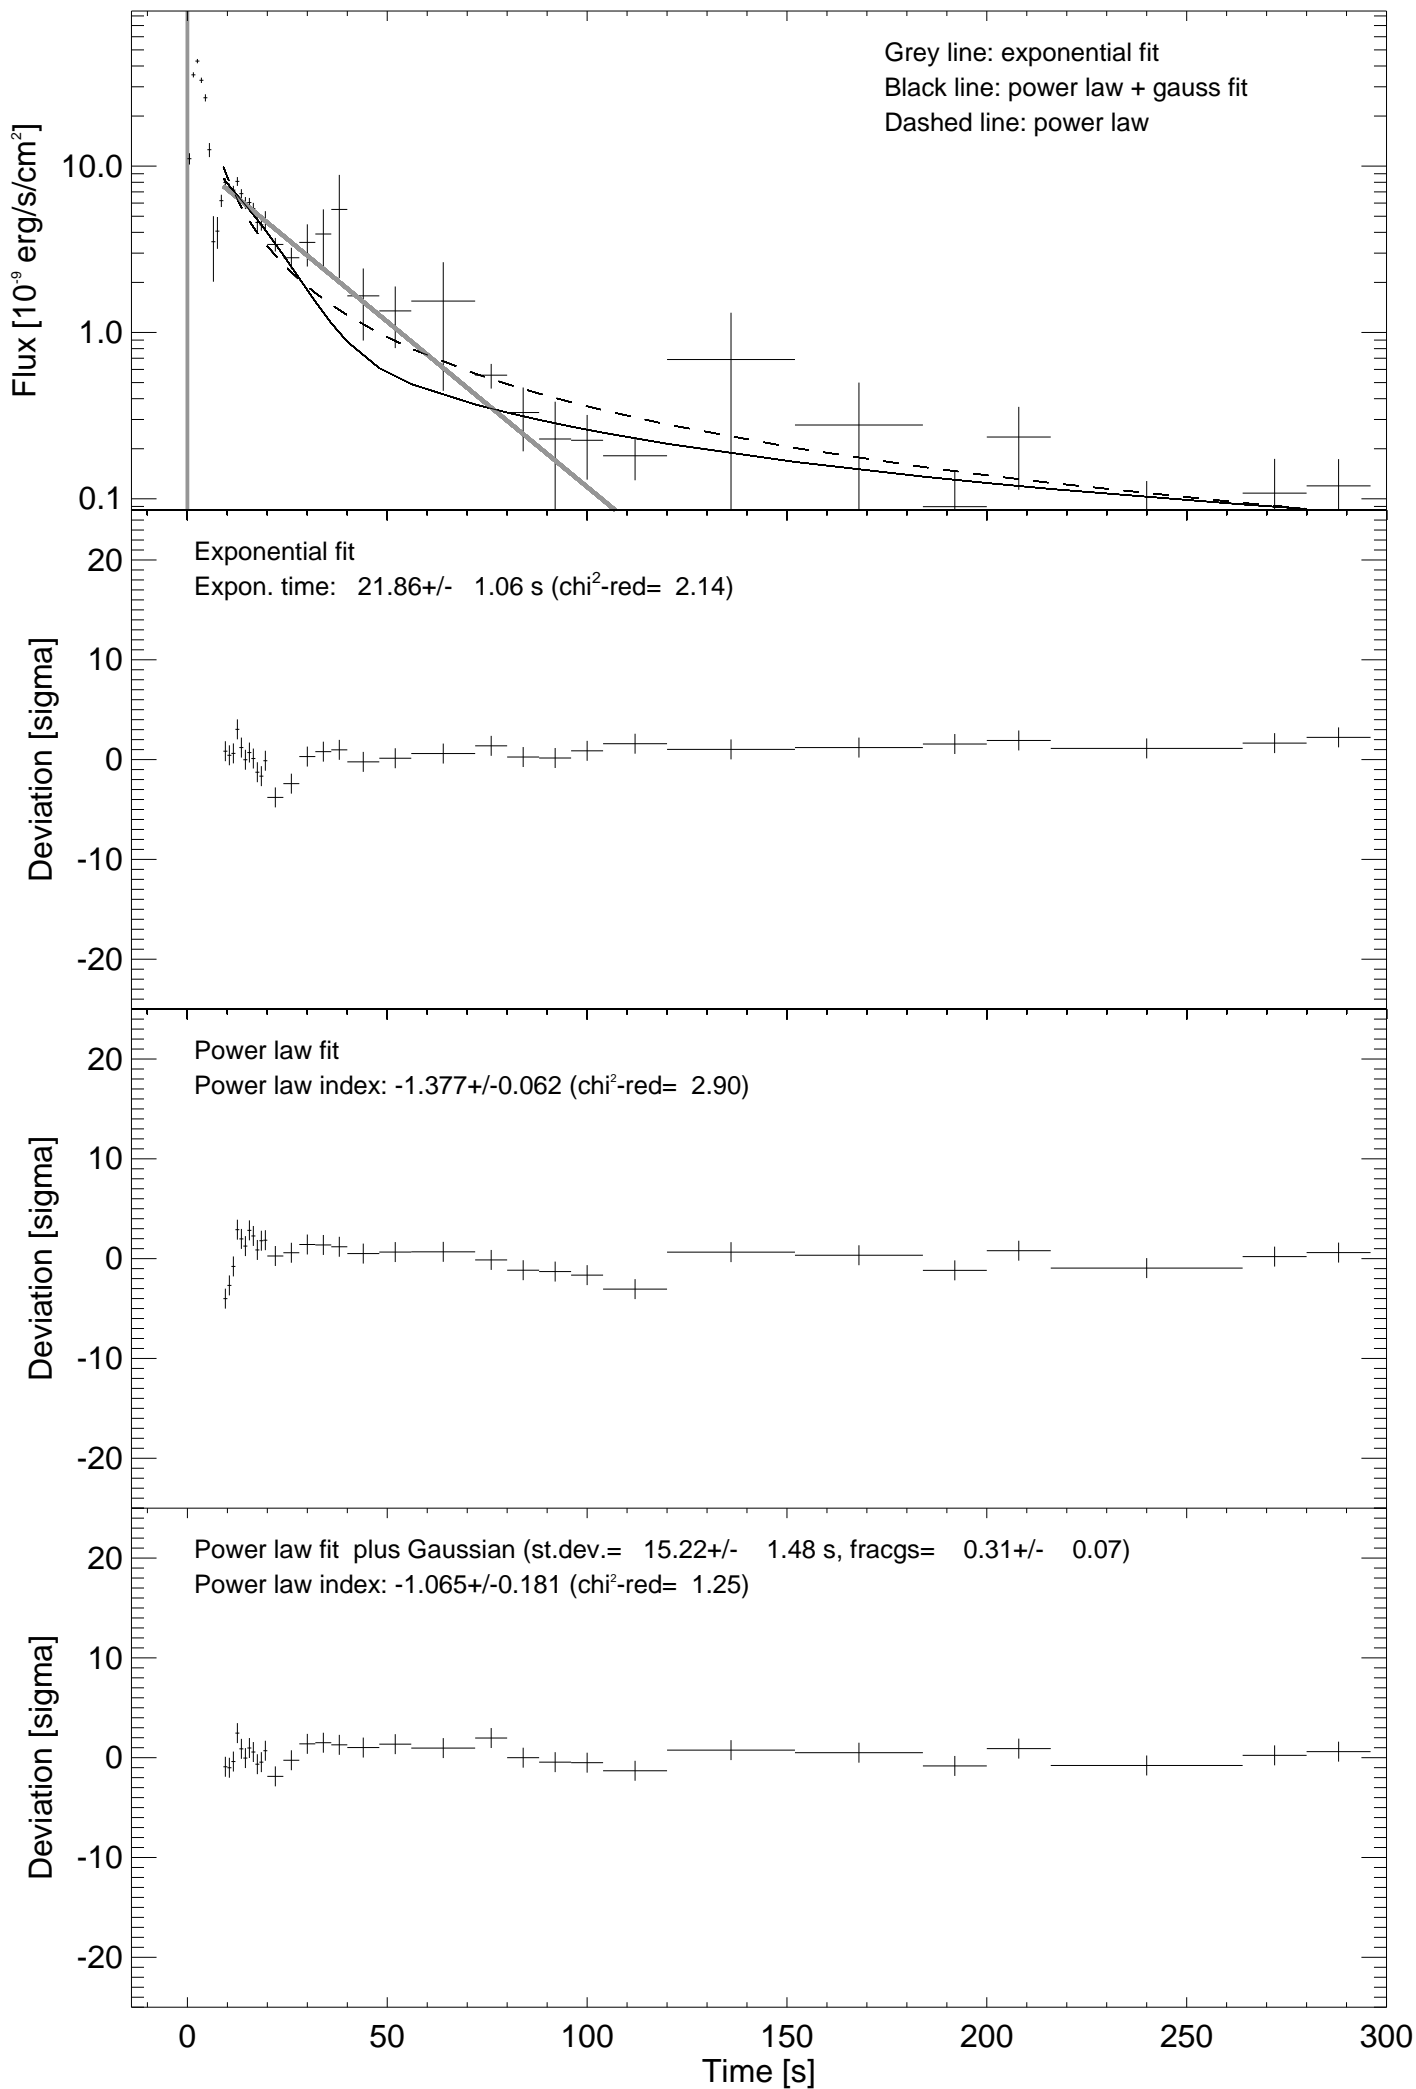 Grey line: exponential fit
Black line: power law + gauss fit
Dashed line: power law
Flux [10⁻⁹ erg/s/cm²]
10.0
1.0
0.1
Exponential fit
Expon. time: 21.86+/- 1.06 s (chi²-red= 2.14)
Deviation [sigma]
20
10
0
-10
-20
Power law fit
Power law index: -1.377+/-0.062 (chi²-red= 2.90)
Deviation [sigma]
20
10
0
-10
-20
Power law fit plus Gaussian (st.dev.= 15.22+/- 1.48 s, fracgs= 0.31+/- 0.07)
Power law index: -1.065+/-0.181 (chi²-red= 1.25)
Deviation [sigma]
20
10
0
-10
-20
0 50 100 150 200 250 300
Time [s]